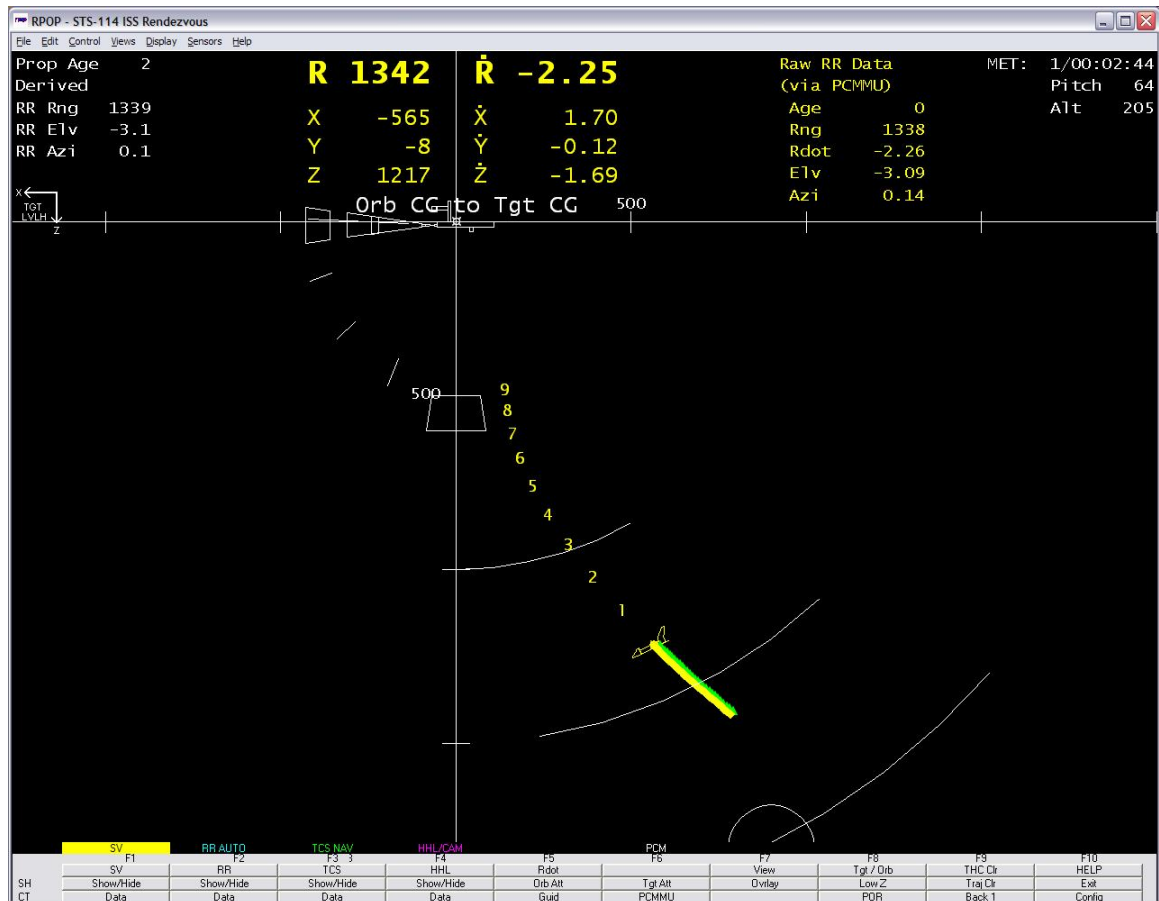 RPOP - STS-114 ISS Rendezvous
File Edit Control Views Display Sensors Help
Prop Age 2
Derived
RR Rng 1339
RR Elv -3.1
RR Azi 0.1
R 1342 Ṙ -2.25
X -565 Ẋ 1.70
Y -8 Ẏ -0.12
Z 1217 Ż -1.69
Raw RR Data
(via PCMMU)
Age 0
Rng 1338
Rdot -2.26
Elv -3.09
Azi 0.14
MET: 1/00:02:44
Pitch 64
Alt 205
X
TGT
LVLH
Z
Orb CG to Tgt CG 500
500
9
8
7
6
5
4
3
2
1
SV RR AUTO TCS NAV HHL/CAM PCM
F1 F2 F3 3 F4 F5 F6 F7 F8 F9 F10
SV RR TCS HHL Rdot View Tgt / Orb THC Clr HELP
SH Show/Hide Show/Hide Show/Hide Show/Hide Orb Att Tgt Att Ovrlay Low Z Traj Clr Exit
CT Data Data Data Data Guid PCMMU POR Back 1 Config